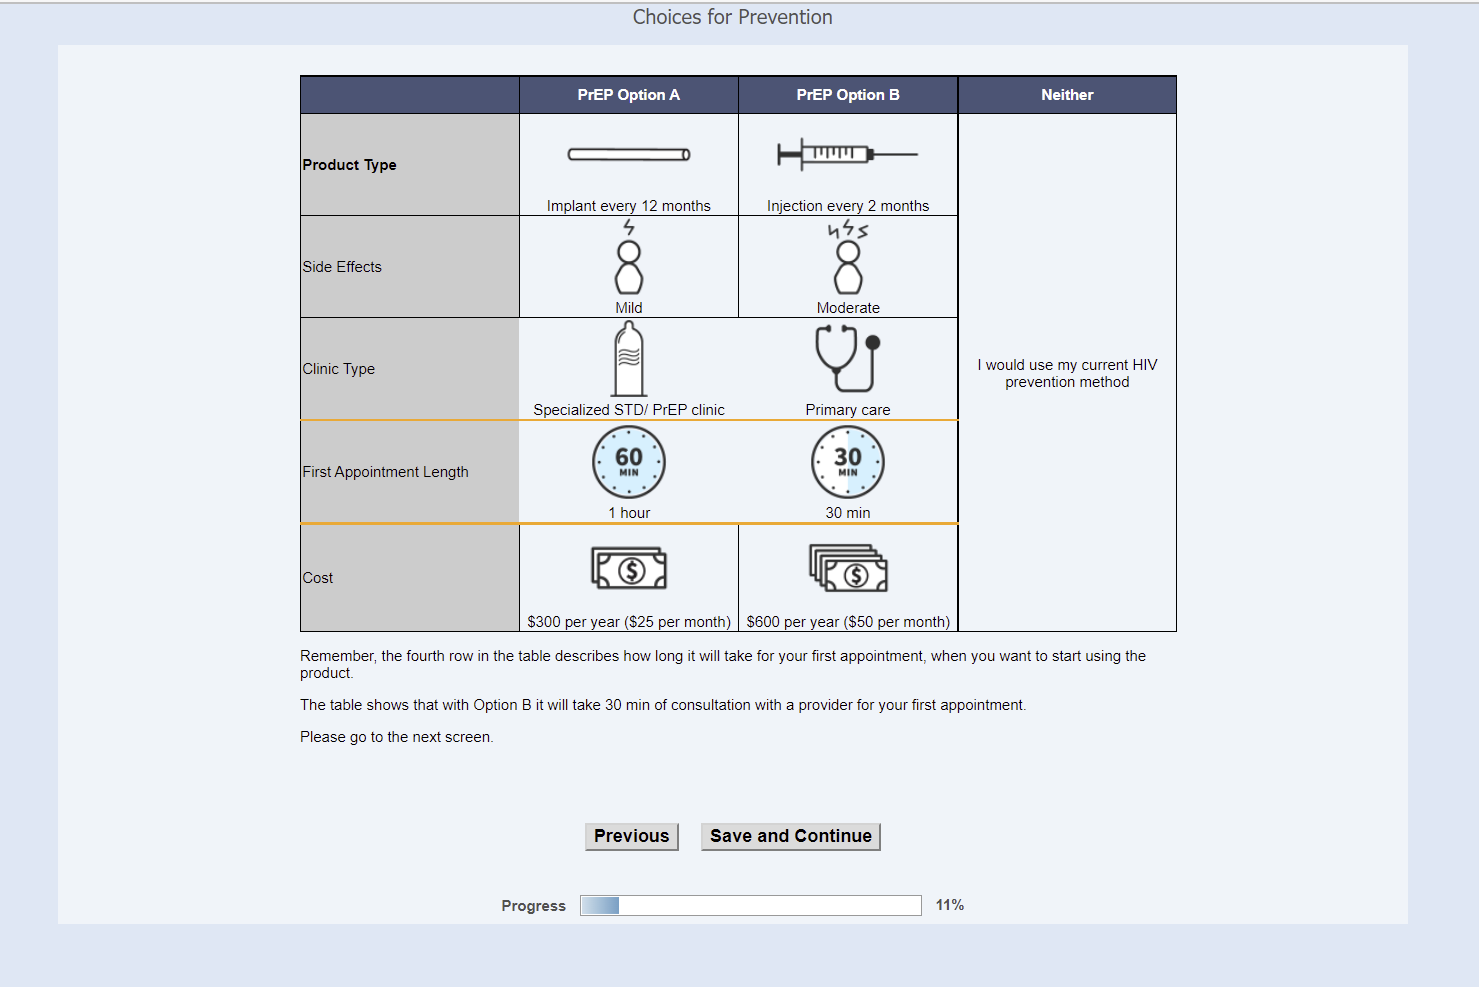 Choices for Prevention
PrEP Option A
PrEP Option B
Neither
Product Type
Implant every 12 months
Injection every 2 months
Side Effects
Mild
Moderate
Clinic Type
Specialized STD/ PrEP clinic
Primary care
I would use my current HIV
prevention method
First Appointment Length
60
MIN
1 hour
30
MIN
30 min
Cost
$
$300 per year ($25 per month)
$
$600 per year ($50 per month)
Remember, the fourth row in the table describes how long it will take for your first appointment, when you want to start using the
product.
The table shows that with Option B it will take 30 min of consultation with a provider for your first appointment.
Please go to the next screen.
Previous
Save and Continue
Progress
11%